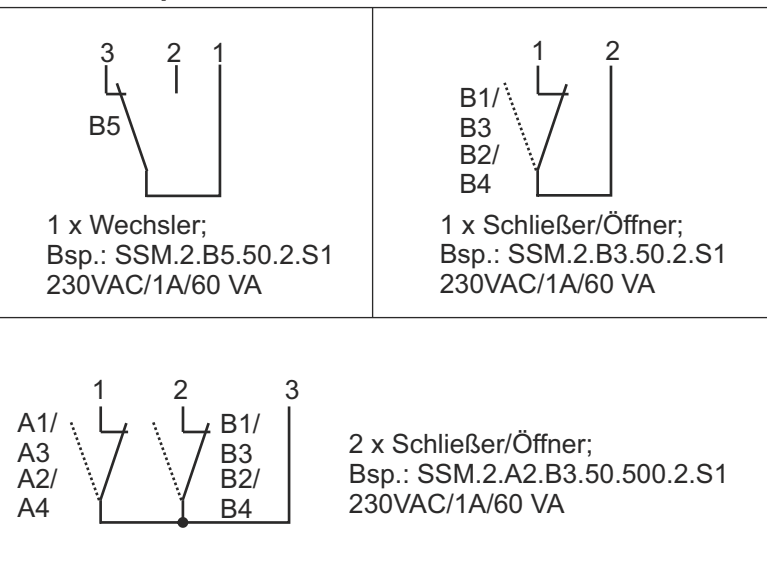 3 2 1
B5
1 x Wechsler;
Bsp.: SSM.2.B5.50.2.S1
230VAC/1A/60 VA
1 2
B1/
B3
B2/
B4
1 x Schließer/Öffner;
Bsp.: SSM.2.B3.50.2.S1
230VAC/1A/60 VA
1 2 3
A1/
A3
A2/
A4
B1/
B3
B2/
B4
2 x Schließer/Öffner;
Bsp.: SSM.2.A2.B3.50.500.2.S1
230VAC/1A/60 VA